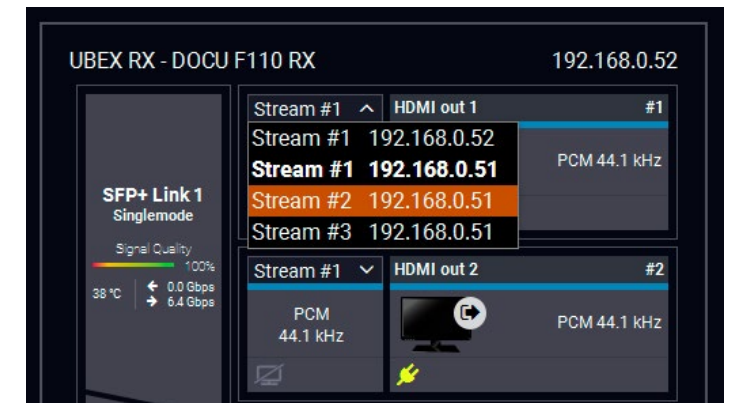 UBEX RX - DOCU F110 RX 192.168.0.52
SFP+ Link 1
Singlemode
Signal Quality
100%
38 °C
0.0 Gbps
6.4 Gbps
Stream #1 HDMI out 1 #1
Stream #1 192.168.0.52
Stream #1 192.168.0.51
Stream #2 192.168.0.51
Stream #3 192.168.0.51
PCM 44.1 kHz
Stream #1 HDMI out 2 #2
PCM
44.1 kHz
PCM 44.1 kHz